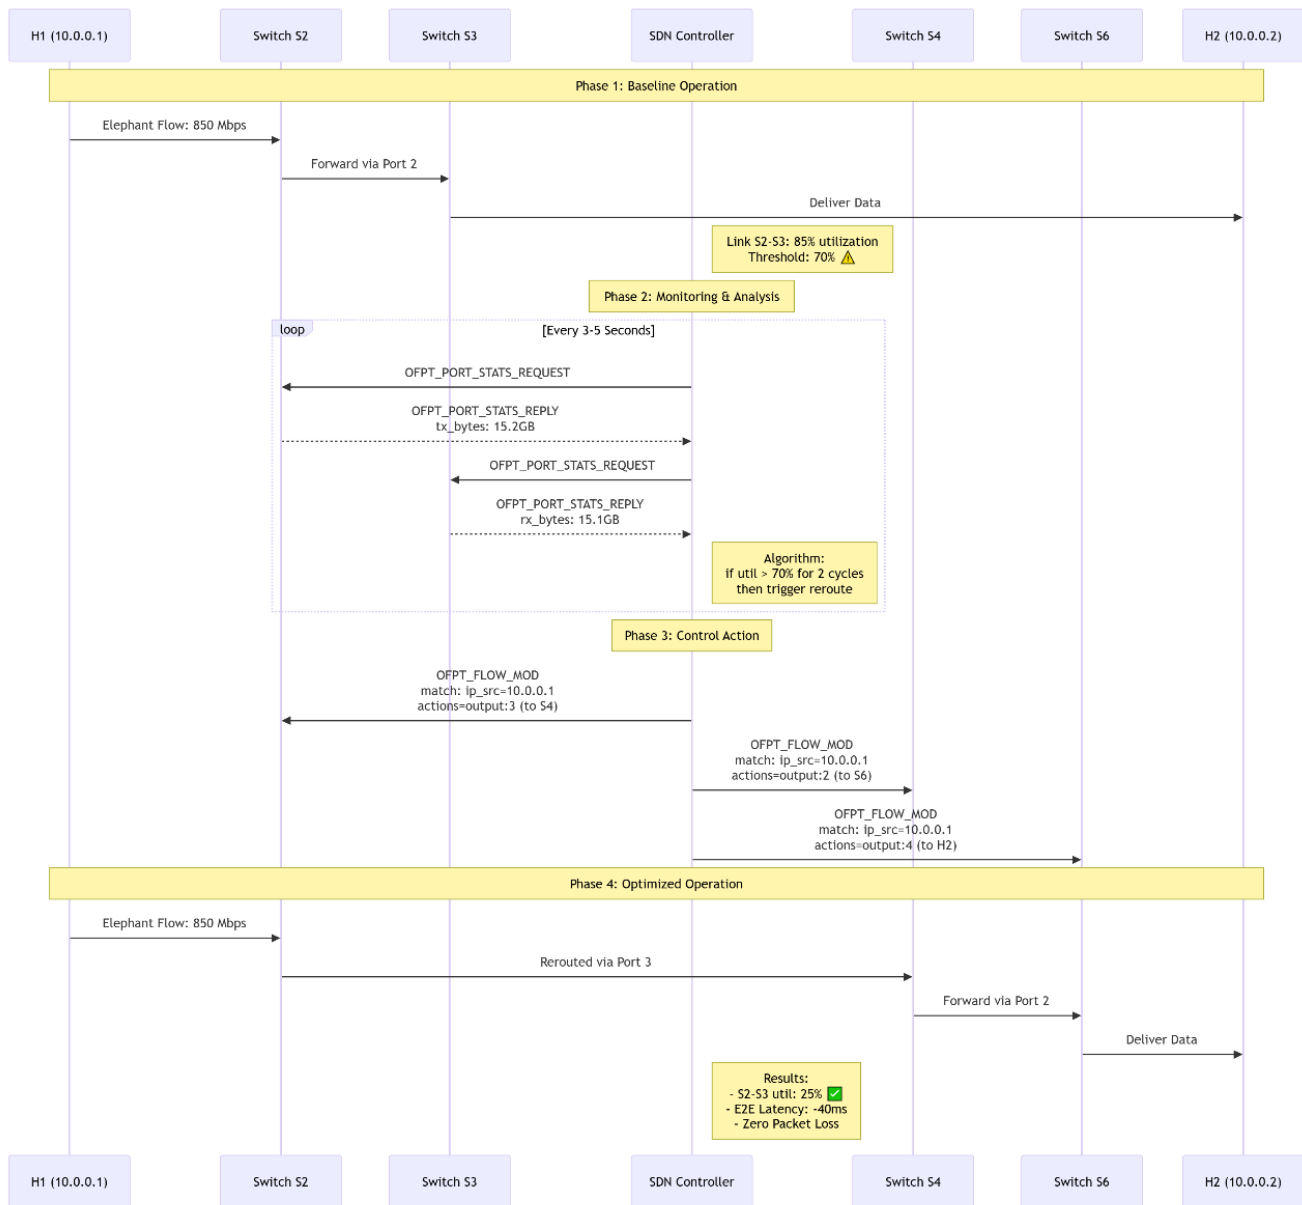 H1 (10.0.0.1)
Switch S2
Switch S3
SDN Controller
Switch S4
Switch S6
H2 (10.0.0.2)
Phase 1: Baseline Operation
Elephant Flow: 850 Mbps
Forward via Port 2
Deliver Data
Link S2-S3: 85% utilization
Threshold: 70% ⚠️
Phase 2: Monitoring & Analysis
loop
[Every 3-5 Seconds]
OFPT_PORT_STATS_REQUEST
OFPT_PORT_STATS_REPLY
tx_bytes: 15.2GB
OFPT_PORT_STATS_REQUEST
OFPT_PORT_STATS_REPLY
rx_bytes: 15.1GB
Algorithm:
if util > 70% for 2 cycles
then trigger reroute
Phase 3: Control Action
OFPT_FLOW_MOD
match: ip_src=10.0.0.1
actions=output:3 (to S4)
OFPT_FLOW_MOD
match: ip_src=10.0.0.1
actions=output:2 (to S6)
OFPT_FLOW_MOD
match: ip_src=10.0.0.1
actions=output:4 (to H2)
Phase 4: Optimized Operation
Elephant Flow: 850 Mbps
Rerouted via Port 3
Forward via Port 2
Deliver Data
Results:
- S2-S3 util: 25% ✅
- E2E Latency: -40ms
- Zero Packet Loss
H1 (10.0.0.1)
Switch S2
Switch S3
SDN Controller
Switch S4
Switch S6
H2 (10.0.0.2)